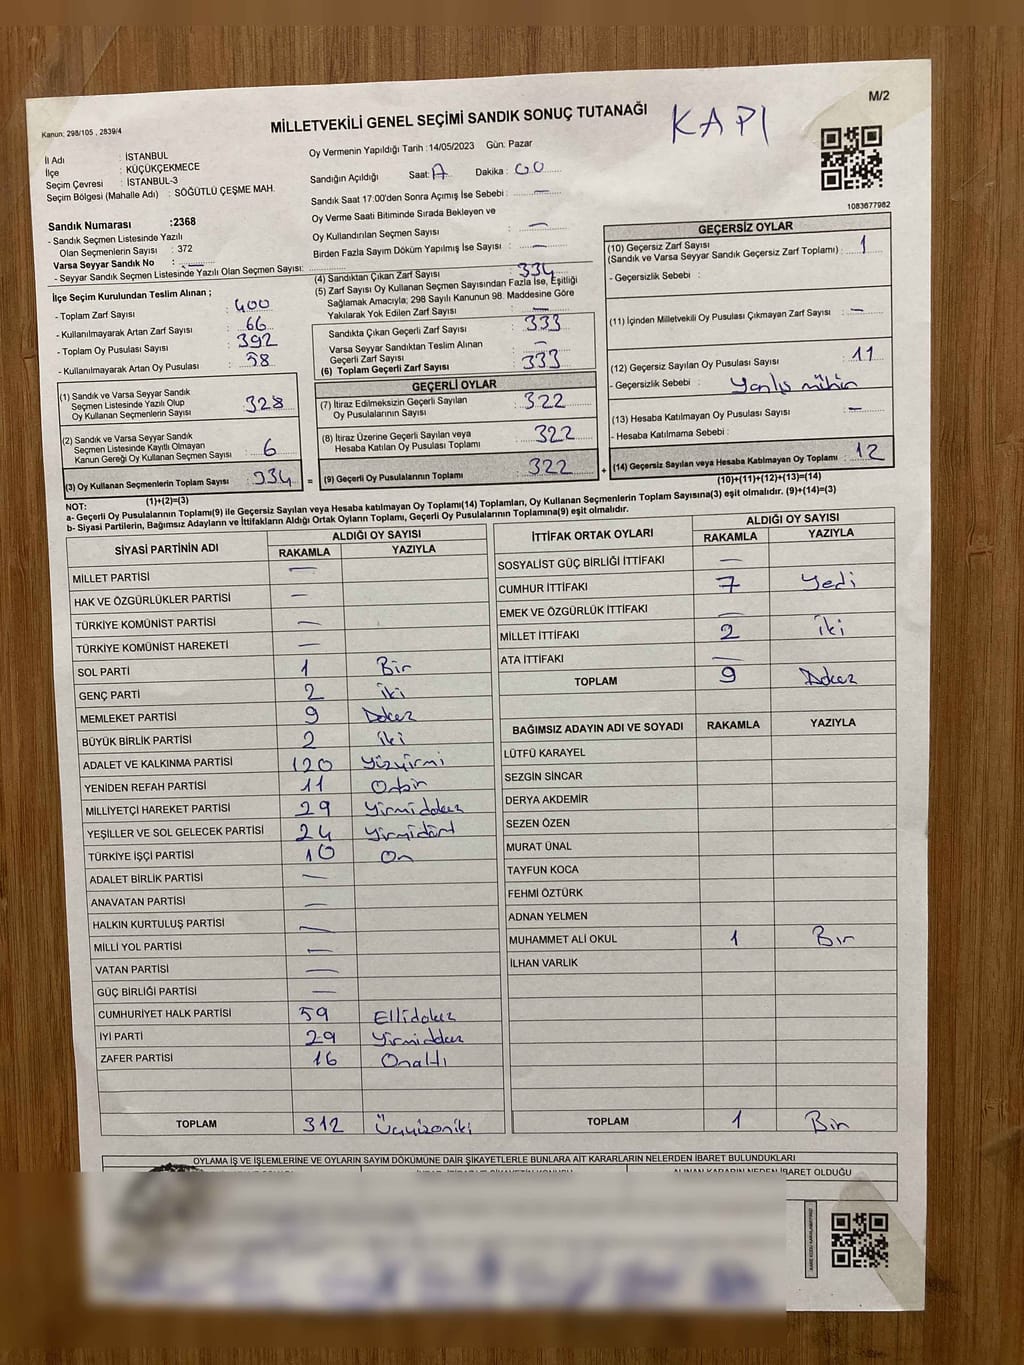 Kanun: 298/105 , 2839/4
M/2
MİLLETVEKİLİ GENEL SEÇİMİ SANDIK SONUÇ TUTANAĞI
KAPI
İl Adı : İSTANBUL
İlçe : KÜÇÜKÇEKMECE
Seçim Çevresi : İSTANBUL-3
Seçim Bölgesi (Mahalle Adı) : SÖĞÜTLÜ ÇEŞME MAH.
Oy Vermenin Yapıldığı Tarih : 14/05/2023 Gün: Pazar
Sandığın Açıldığı Saat: Dakika : 00
Sandık Saat 17:00'den Sonra Açımış İse Sebebi : —
Oy Verme Saati Bitiminde Sırada Bekleyen ve
Oy Kullandırılan Seçmen Sayısı : —
Birden Fazla Sayım Döküm Yapılmış İse Sayısı : —
1083677982
Sandık Numarası :2368
- Sandık Seçmen Listesinde Yazılı
Olan Seçmenlerin Sayısı : 372
Varsa Seyyar Sandık No : —
- Seyyar Sandık Seçmen Listesinde Yazılı Olan Seçmen Sayısı:
İlçe Seçim Kurulundan Teslim Alınan ;
- Toplam Zarf Sayısı : 400
- Kullanılmayarak Artan Zarf Sayısı : 66
- Toplam Oy Pusulası Sayısı : 392
- Kullanılmayarak Artan Oy Pusulası : 58
(1) Sandık ve Varsa Seyyar Sandık
Seçmen Listesinde Yazılı Olup
Oy Kullanan Seçmenlerin Sayısı : 328
(2) Sandık ve Varsa Seyyar Sandık
Seçmen Listesinde Kayıtlı Olmayan
Kanun Gereği Oy Kullanan Seçmen Sayısı : 6
(3) Oy Kullanan Seçmenlerin Toplam Sayısı : 334
(1)+(2)=(3)
(4) Sandıktan Çıkan Zarf Sayısı : 334
(5) Zarf Sayısı Oy Kullanan Seçmen Sayısından Fazla İse, Eşitliği
Sağlamak Amacıyla; 298 Sayılı Kanunun 98. Maddesine Göre
Yakılarak Yok Edilen Zarf Sayısı : —
Sandıkta Çıkan Geçerli Zarf Sayısı : 333
Varsa Seyyar Sandıktan Teslim Alınan
Geçerli Zarf Sayısı : —
(6) Toplam Geçerli Zarf Sayısı : 333
GEÇERLİ OYLAR
(7) İtiraz Edilmeksizin Geçerli Sayılan
Oy Pusulalarının Sayısı : 322
(8) İtiraz Üzerine Geçerli Sayılan veya
Hesaba Katılan Oy Pusulası Toplamı : 322
= (9) Geçerli Oy Pusulalarının Toplamı : 322 +
GEÇERSİZ OYLAR
(10) Geçersiz Zarf Sayısı
(Sandık ve Varsa Seyyar Sandık Geçersiz Zarf Toplamı) : 1
- Geçersizlik Sebebi :
(11) İçinden Milletvekili Oy Pusulası Çıkmayan Zarf Sayısı : —
(12) Geçersiz Sayılan Oy Pusulası Sayısı : 11
- Geçersizlik Sebebi : Yanlış mühür
(13) Hesaba Katılmayan Oy Pusulası Sayısı : —
- Hesaba Katılmama Sebebi :
(14) Geçersiz Sayılan veya Hesaba Katılmayan Oy Toplamı : 12
(10)+(11)+(12)+(13)=(14)
NOT:
a- Geçerli Oy Pusulalarının Toplamı(9) ile Geçersiz Sayılan veya Hesaba katılmayan Oy Toplamı(14) Toplamları, Oy Kullanan Seçmenlerin Toplam Sayısına(3) eşit olmalıdır. (9)+(14)=(3)
b- Siyasi Partilerin, Bağımsız Adayların ve İttifakların Aldığı Ortak Oyların Toplamı, Geçerli Oy Pusulalarının Toplamına(9) eşit olmalıdır.
SİYASİ PARTİNİN ADI ALDIĞI OY SAYISI
RAKAMLA YAZIYLA
MİLLET PARTİSİ —
HAK VE ÖZGÜRLÜKLER PARTİSİ —
TÜRKİYE KOMÜNİST PARTİSİ —
TÜRKİYE KOMÜNİST HAREKETİ —
SOL PARTİ 1 Bir
GENÇ PARTİ 2 iki
MEMLEKET PARTİSİ 9 Dokuz
BÜYÜK BİRLİK PARTİSİ 2 iki
ADALET VE KALKINMA PARTİSİ 120 Yüzyirmi
YENİDEN REFAH PARTİSİ 11 Onbir
MİLLİYETÇİ HAREKET PARTİSİ 29 Yirmidokuz
YEŞİLLER VE SOL GELECEK PARTİSİ 24 Yirmidört
TÜRKİYE İŞÇİ PARTİSİ 10 On
ADALET BİRLİK PARTİSİ —
ANAVATAN PARTİSİ —
HALKIN KURTULUŞ PARTİSİ —
MİLLİ YOL PARTİSİ —
VATAN PARTİSİ —
GÜÇ BİRLİĞİ PARTİSİ —
CUMHURİYET HALK PARTİSİ 59 Ellidokuz
İYİ PARTİ 29 Yirmidokuz
ZAFER PARTİSİ 16 Onaltı
TOPLAM 312 Üçyüzoniki
İTTİFAK ORTAK OYLARI ALDIĞI OY SAYISI
RAKAMLA YAZIYLA
SOSYALİST GÜÇ BİRLİĞİ İTTİFAKI —
CUMHUR İTTİFAKI 7 Yedi
EMEK VE ÖZGÜRLÜK İTTİFAKI —
MİLLET İTTİFAKI 2 iki
ATA İTTİFAKI —
TOPLAM 9 Dokuz
BAĞIMSIZ ADAYIN ADI VE SOYADI RAKAMLA YAZIYLA
LÜTFÜ KARAYEL
SEZGİN SİNCAR
DERYA AKDEMİR
SEZEN ÖZEN
MURAT ÜNAL
TAYFUN KOCA
FEHMİ ÖZTÜRK
ADNAN YELMEN
MUHAMMET ALİ OKUL 1 Bir
İLHAN VARLIK
TOPLAM 1 Bir
OYLAMA İŞ VE İŞLEMLERİNE VE OYLARIN SAYIM DÖKÜMÜNE DAİR ŞİKAYETLERLE BUNLARA AİT KARARLARIN NELERDEN İBARET BULUNDUKLARI
ALINAN KARARIN NEDEN İBARET OLDUĞU